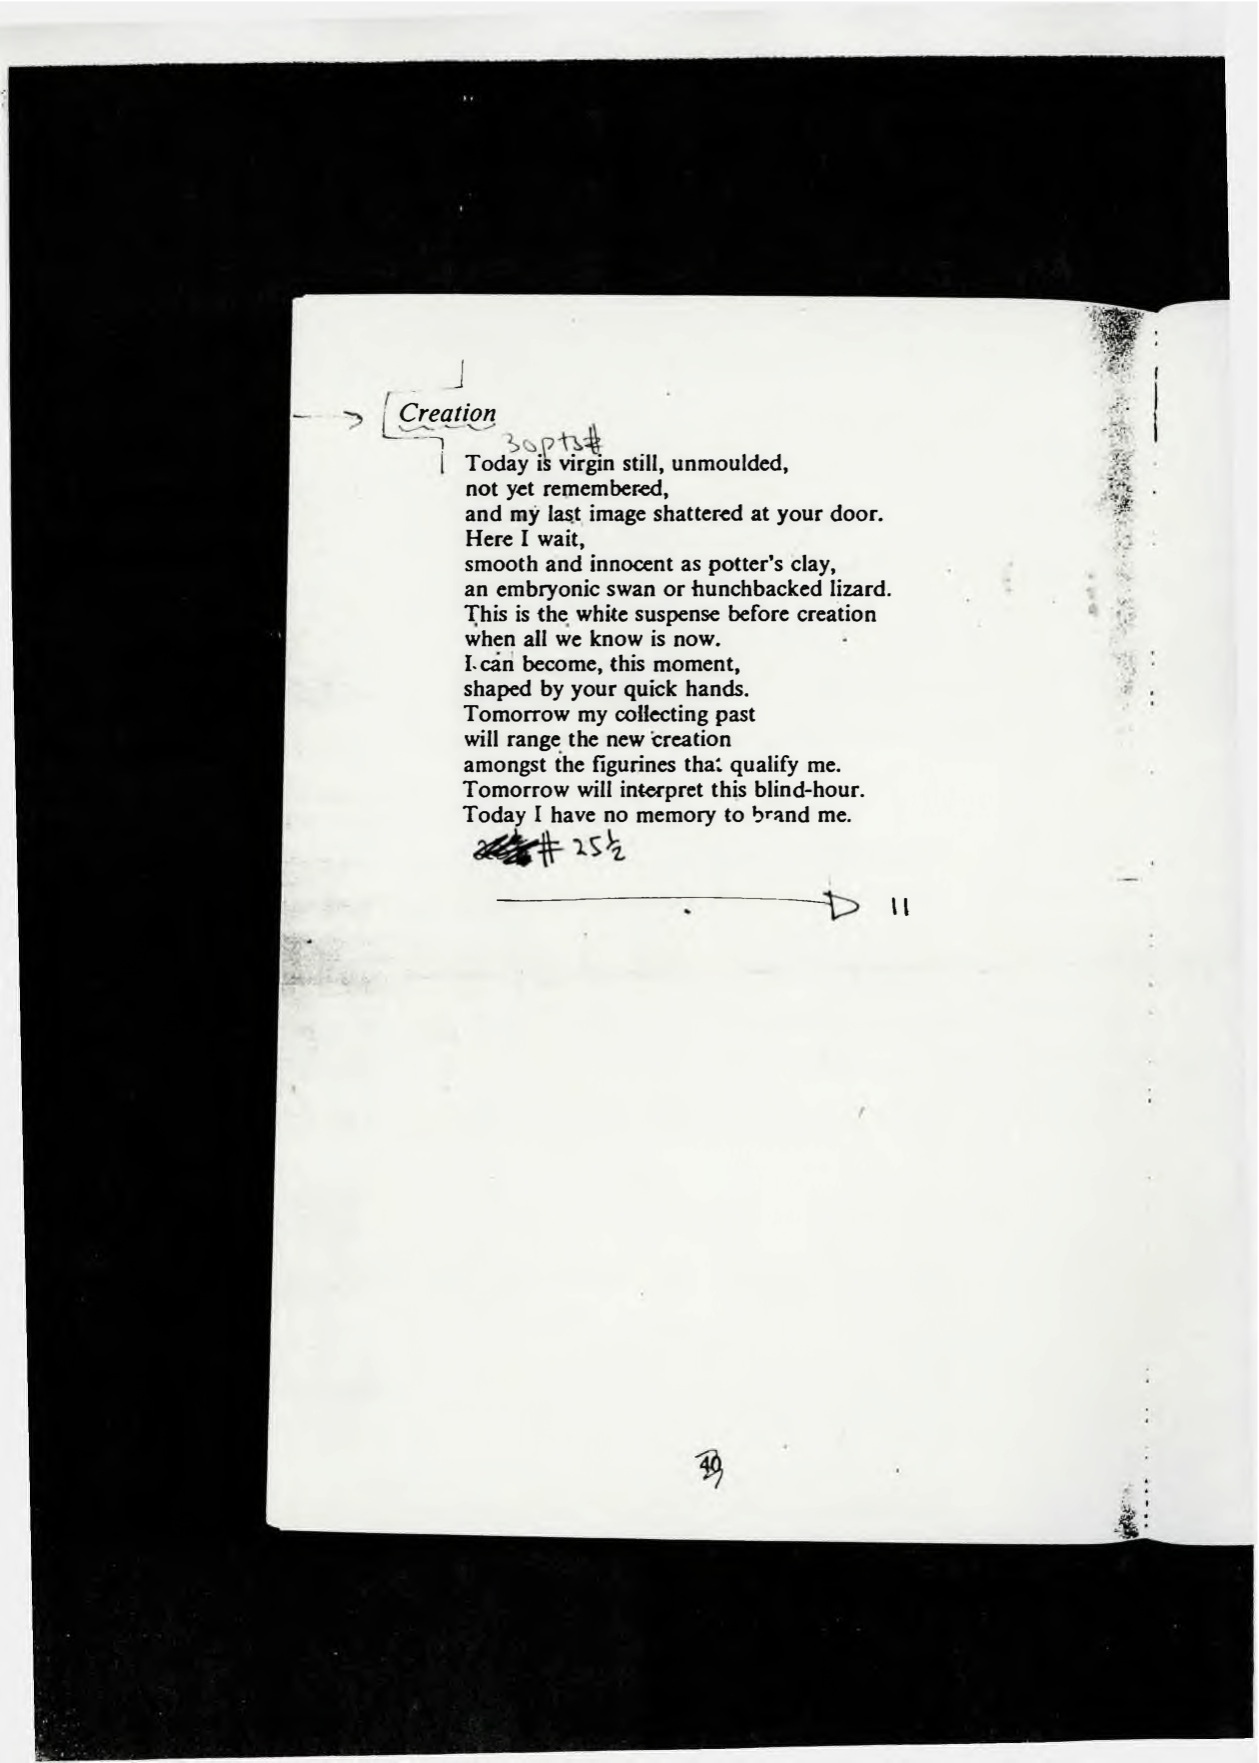 Creation
30pts#
Today is virgin still, unmoulded,
not yet remembered,
and my last image shattered at your door.
Here I wait,
smooth and innocent as potter's clay,
an embryonic swan or hunchbacked lizard.
This is the white suspense before creation
when all we know is now.
I can become, this moment,
shaped by your quick hands.
Tomorrow my collecting past
will range the new creation
amongst the figurines that qualify me.
Tomorrow will interpret this blind-hour.
Today I have no memory to brand me.
# 25½
11
40